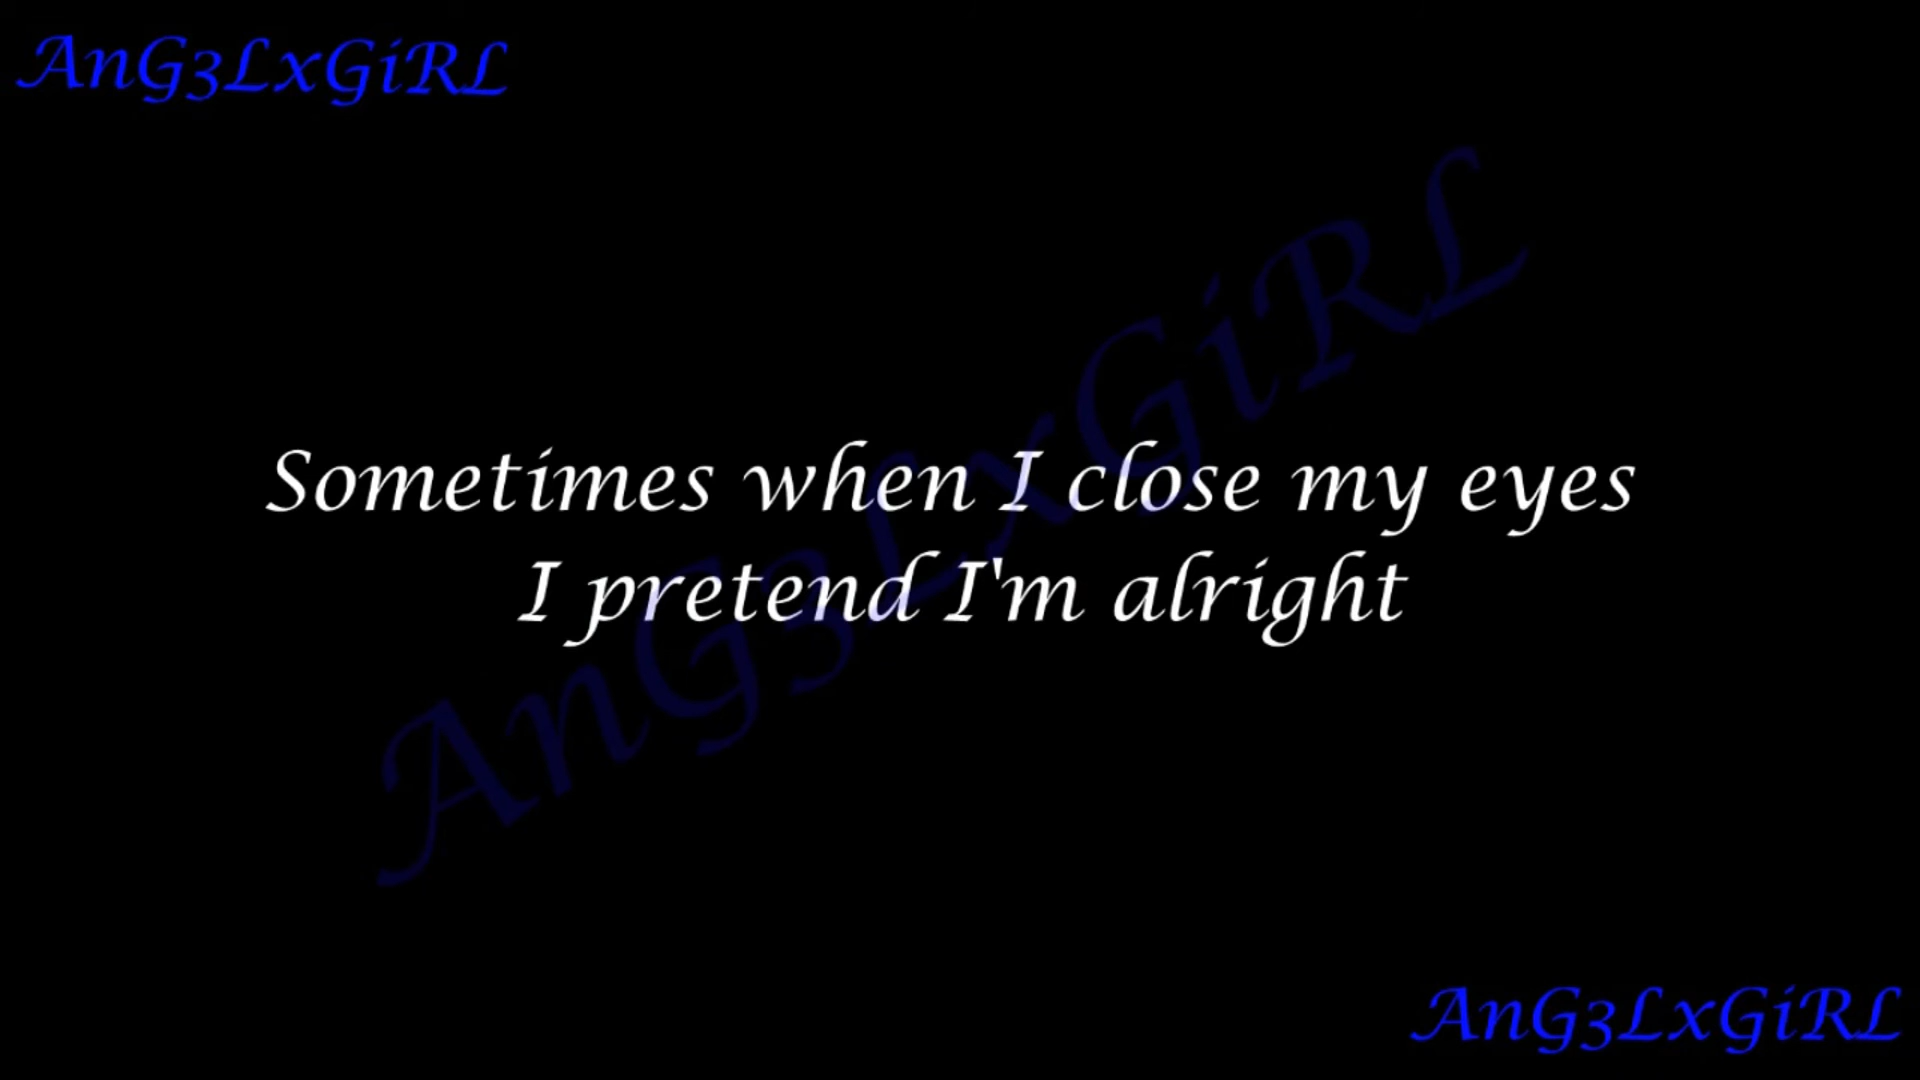 AnG3LxGiRL
Sometimes when I close my eyes
I pretend I'm alright
AnG3LxGiRL
AnG3LxGiRL